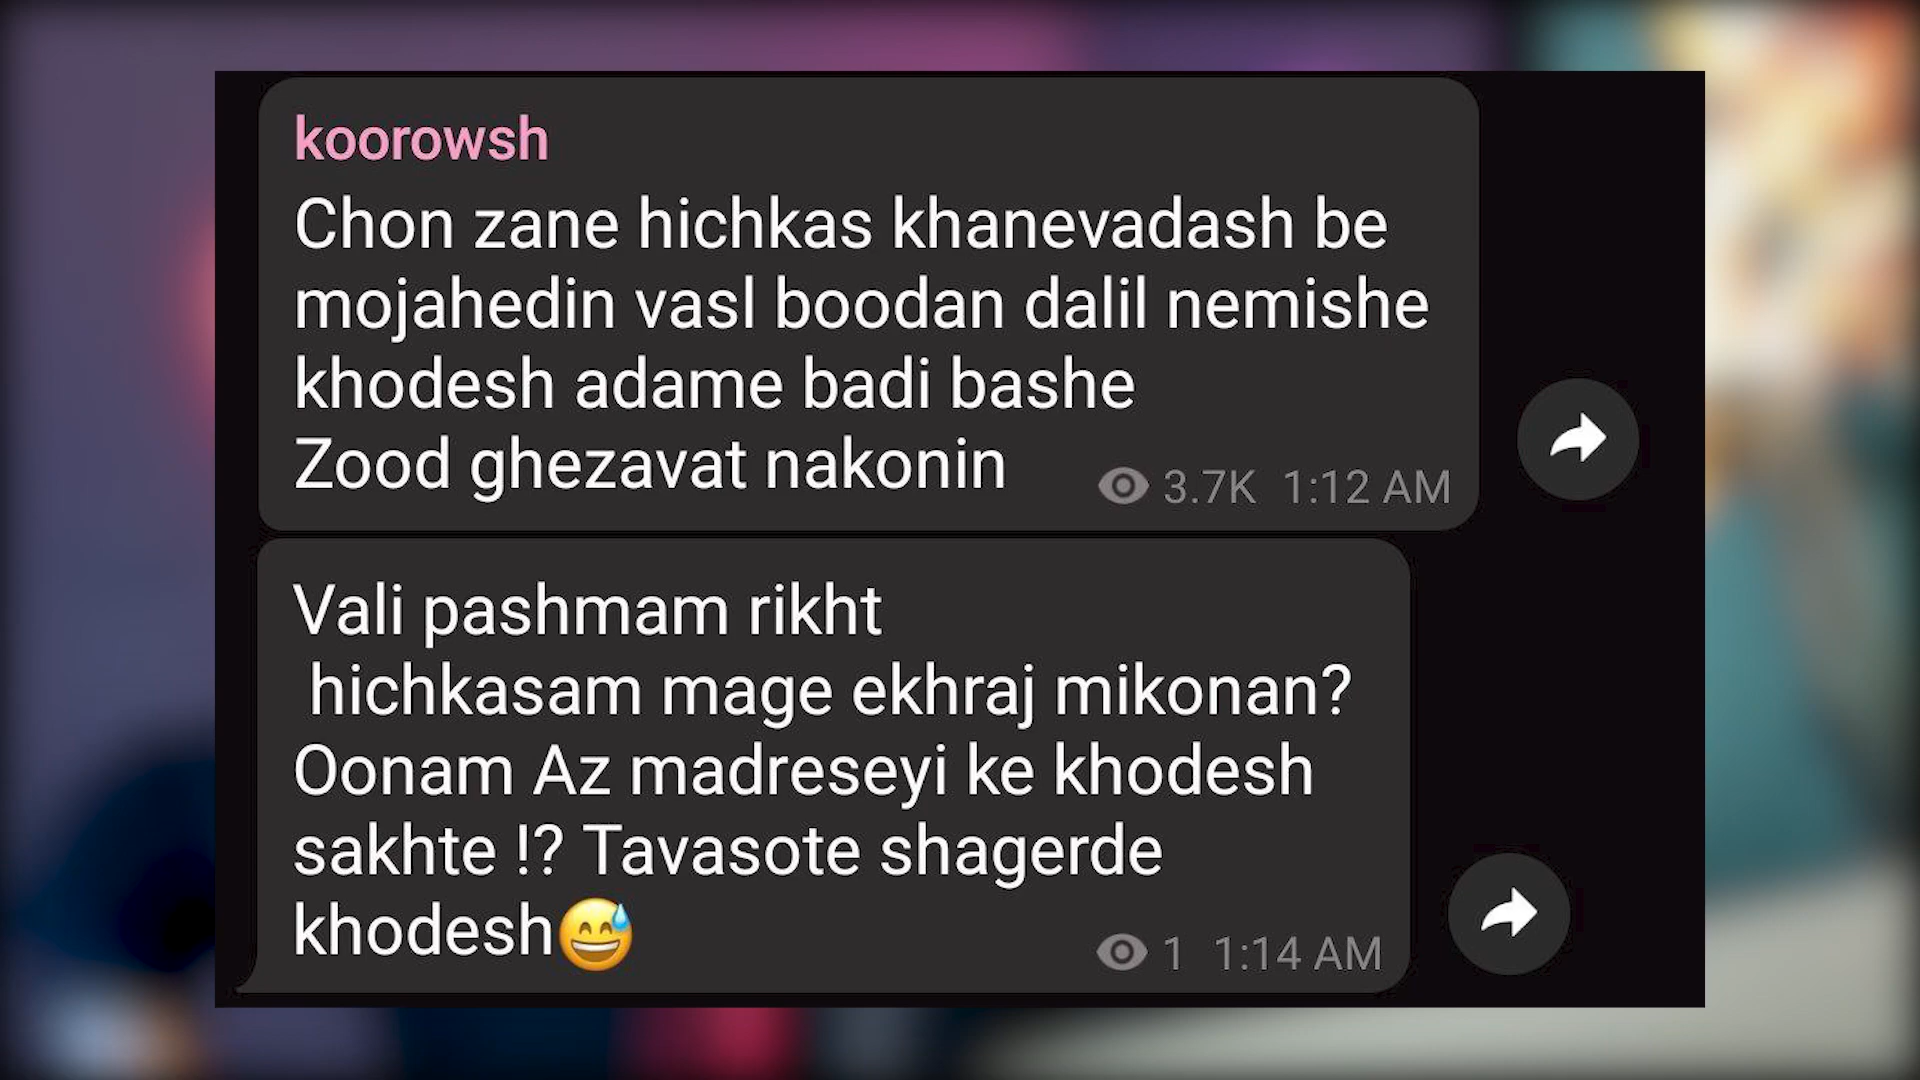 koorowsh
Chon zane hichkas khanevadash be
mojahedin vasl boodan dalil nemishe
khodesh adame badi bashe
Zood ghezavat nakonin
3.7K 1:12 AM
Vali pashmam rikht
hichkasam mage ekhraj mikonan?
Oonam Az madreseyi ke khodesh
sakhte !? Tavasote shagerde
khodesh😅
1 1:14 AM